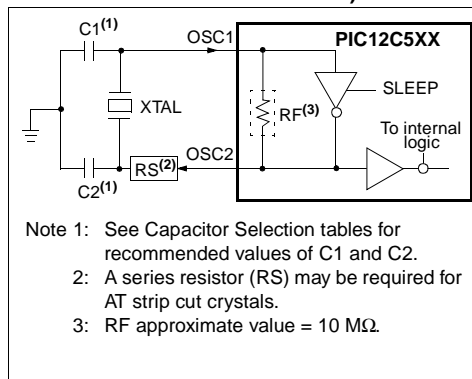 C1(1)
OSC1
PIC12C5XX
SLEEP
XTAL
RF(3)
To internal
logic
OSC2
RS(2)
C2(1)
Note 1: See Capacitor Selection tables for
recommended values of C1 and C2.
2: A series resistor (RS) may be required for
AT strip cut crystals.
3: RF approximate value = 10 MΩ.